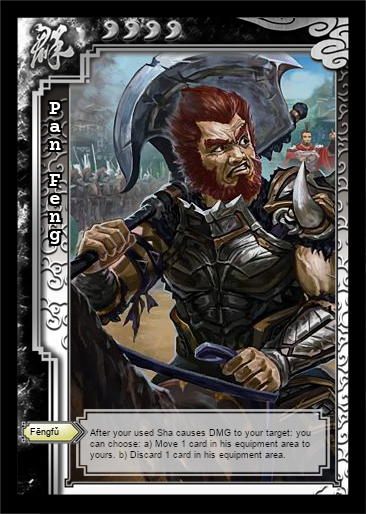 群
Pan Feng
Fēngfǔ
After your used Sha causes DMG to your target: you
can choose: a) Move 1 card in his equipment area to
yours. b) Discard 1 card in his equipment area.